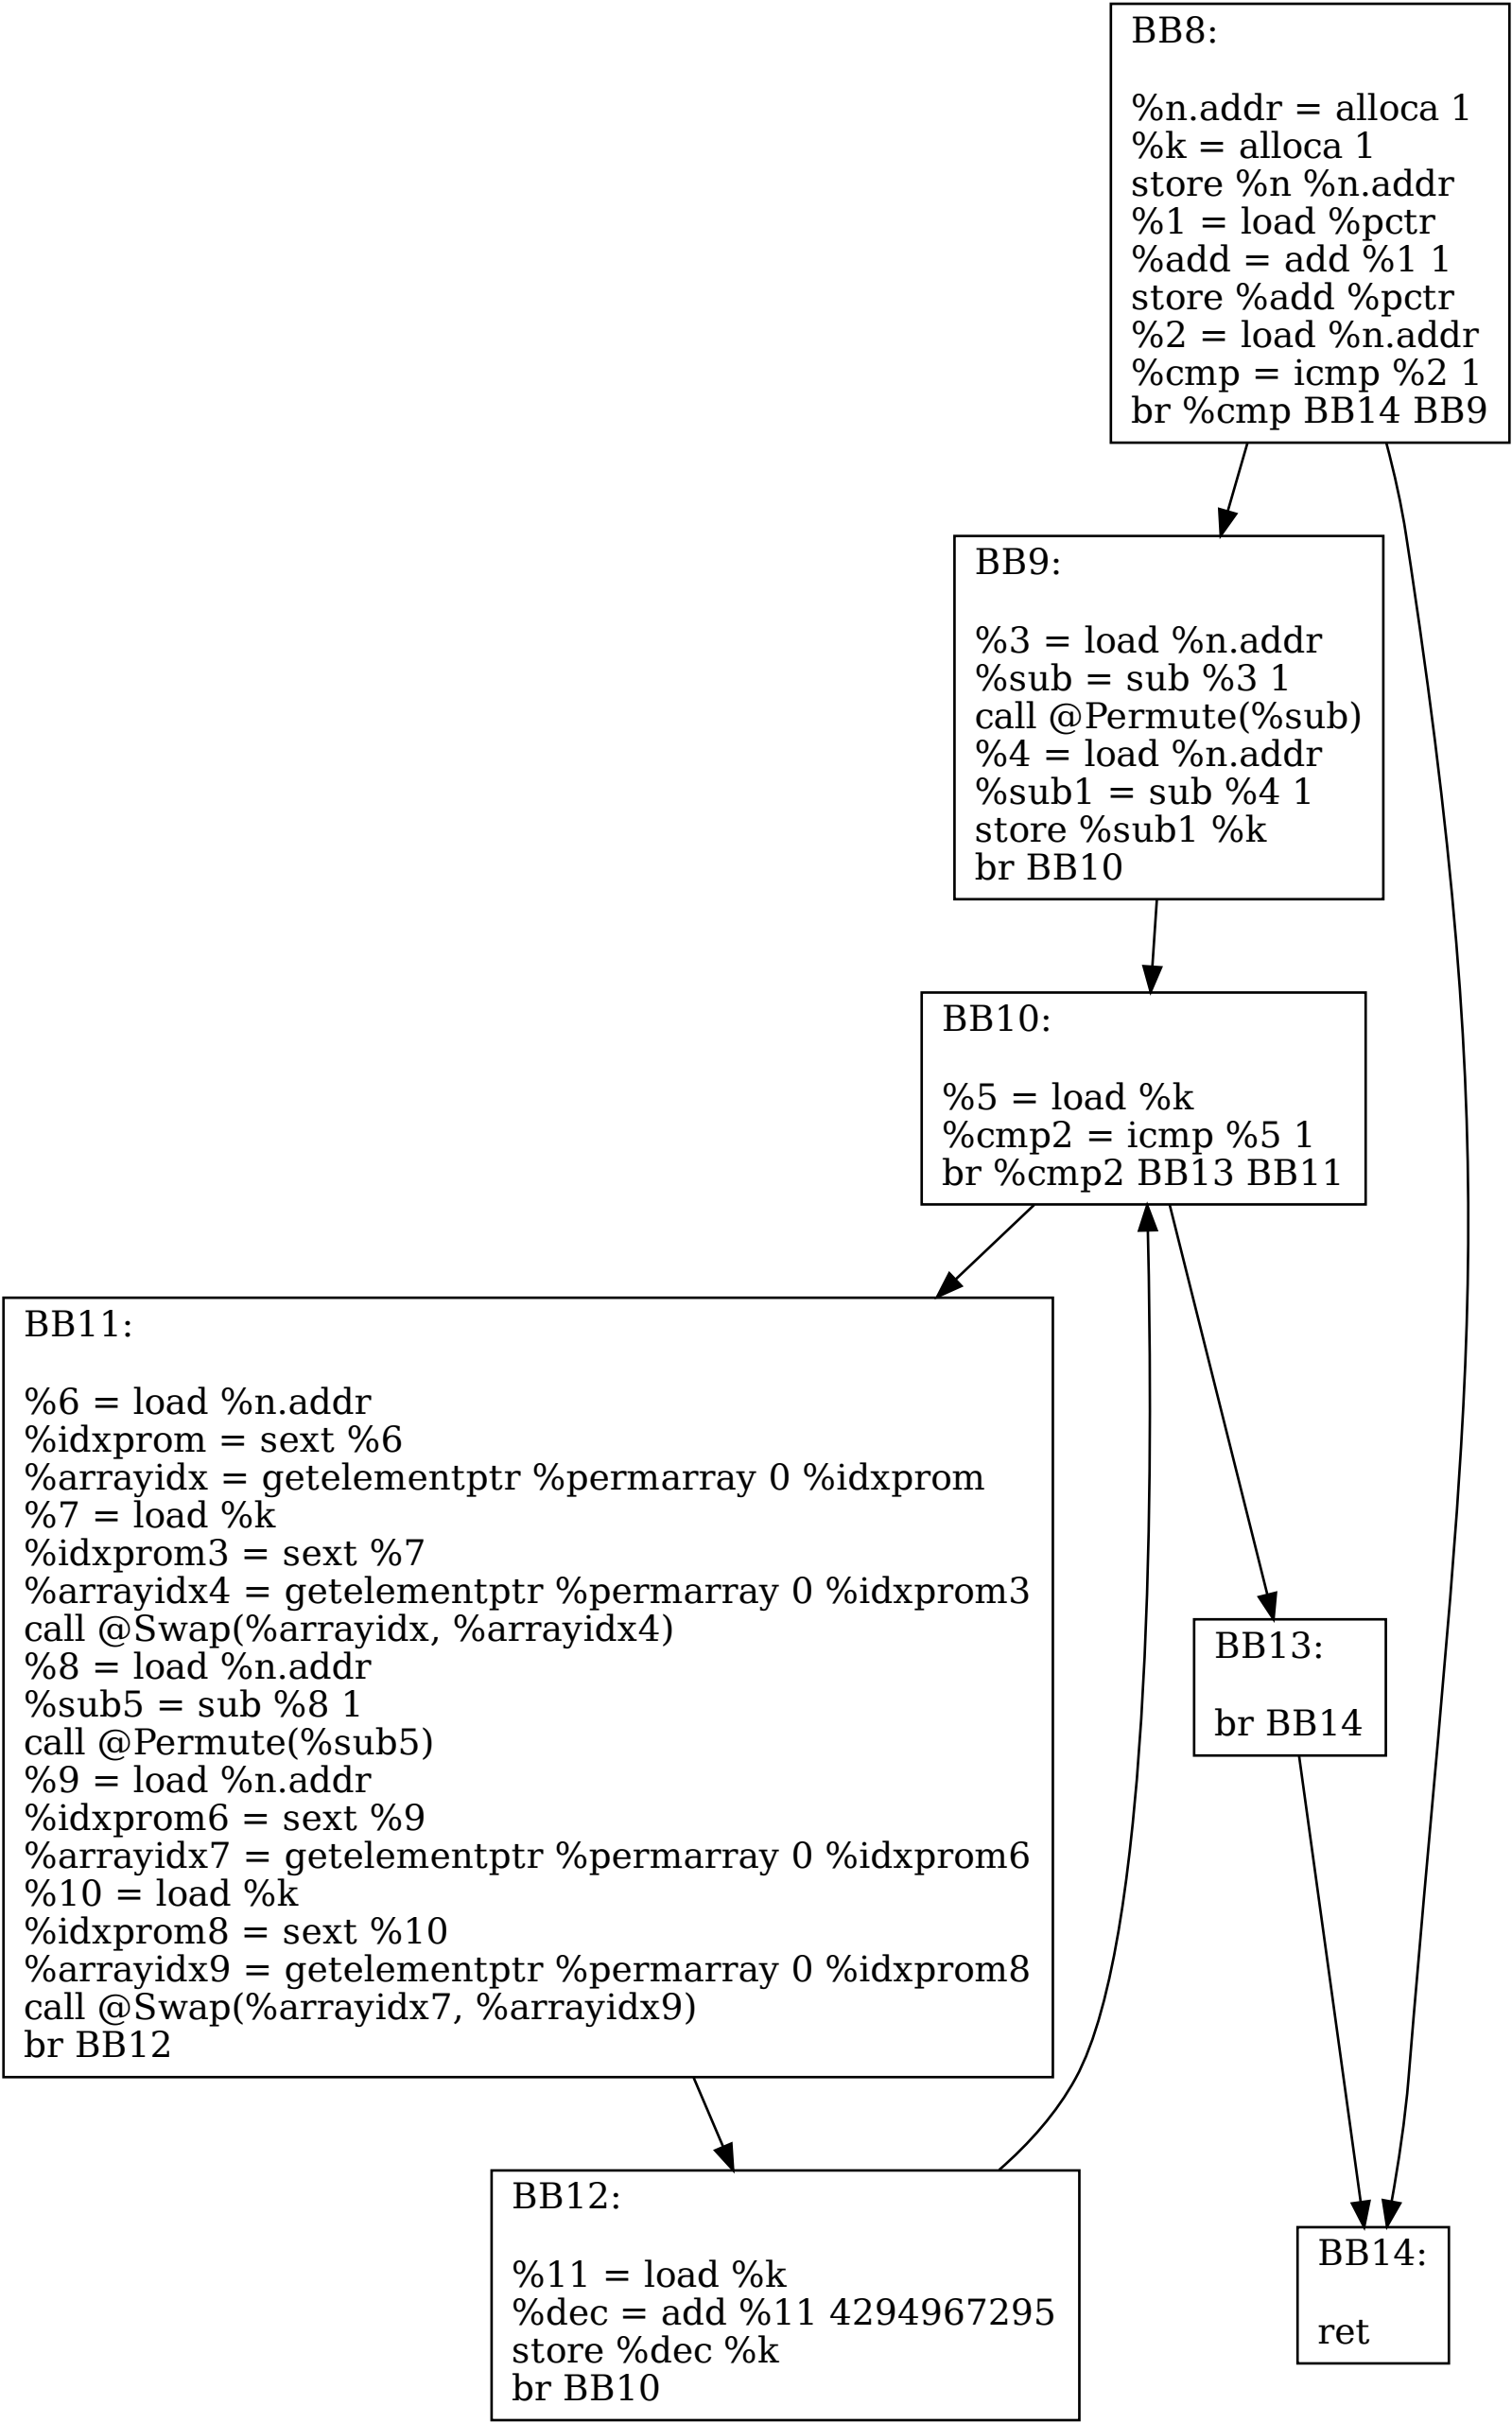 BB8:
%n.addr = alloca 1
%k = alloca 1
store %n %n.addr
%1 = load %pctr
%add = add %1 1
store %add %pctr
%2 = load %n.addr
%cmp = icmp %2 1
br %cmp BB14 BB9
BB9:
%3 = load %n.addr
%sub = sub %3 1
call @Permute(%sub)
%4 = load %n.addr
%sub1 = sub %4 1
store %sub1 %k
br BB10
BB10:
%5 = load %k
%cmp2 = icmp %5 1
br %cmp2 BB13 BB11
BB11:
%6 = load %n.addr
%idxprom = sext %6
%arrayidx = getelementptr %permarray 0 %idxprom
%7 = load %k
%idxprom3 = sext %7
%arrayidx4 = getelementptr %permarray 0 %idxprom3
call @Swap(%arrayidx, %arrayidx4)
%8 = load %n.addr
%sub5 = sub %8 1
call @Permute(%sub5)
%9 = load %n.addr
%idxprom6 = sext %9
%arrayidx7 = getelementptr %permarray 0 %idxprom6
%10 = load %k
%idxprom8 = sext %10
%arrayidx9 = getelementptr %permarray 0 %idxprom8
call @Swap(%arrayidx7, %arrayidx9)
br BB12
BB13:
br BB14
BB12:
%11 = load %k
%dec = add %11 4294967295
store %dec %k
br BB10
BB14:
ret